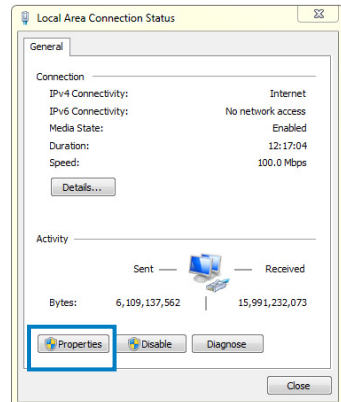 Local Area Connection Status
General
Connection
IPv4 Connectivity: Internet
IPv6 Connectivity: No network access
Media State: Enabled
Duration: 12:17:04
Speed: 100.0 Mbps
Details...
Activity
Sent Received
Bytes: 6,109,137,562 15,991,232,073
Properties Disable Diagnose
Close